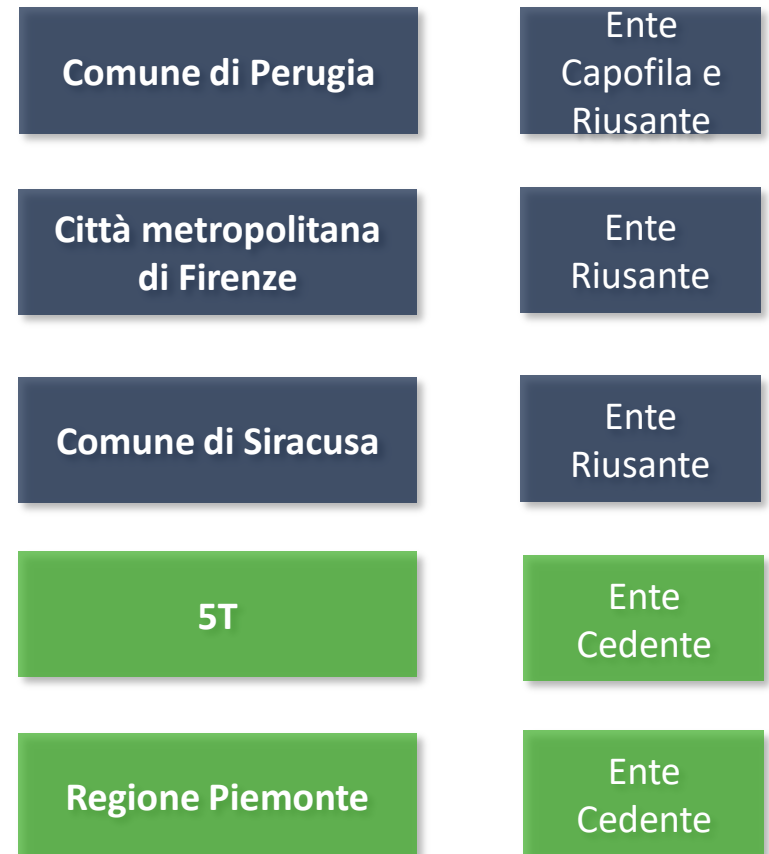 Comune di Perugia
Ente
Capofila e
Riusante
Città metropolitana
di Firenze
Ente
Riusante
Comune di Siracusa
Ente
Riusante
5T
Ente
Cedente
Regione Piemonte
Ente
Cedente